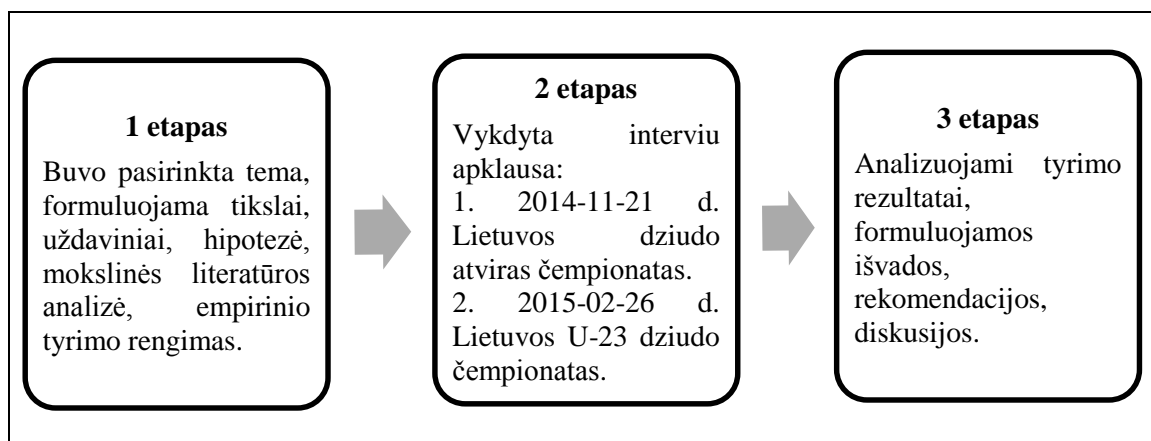 1 etapas
Buvo pasirinkta tema,
formuluojama tikslai,
uždaviniai, hipotezė,
mokslinės literatūros
analizė, empirinio
tyrimo rengimas.
2 etapas
Vykdyta interviu
apklausa:
1. 2014-11-21 d.
Lietuvos dziudo
atviras čempionatas.
2. 2015-02-26 d.
Lietuvos U-23 dziudo
čempionatas.
3 etapas
Analizuojami tyrimo
rezultatai,
formuluojamos
išvados,
rekomendacijos,
diskusijos.